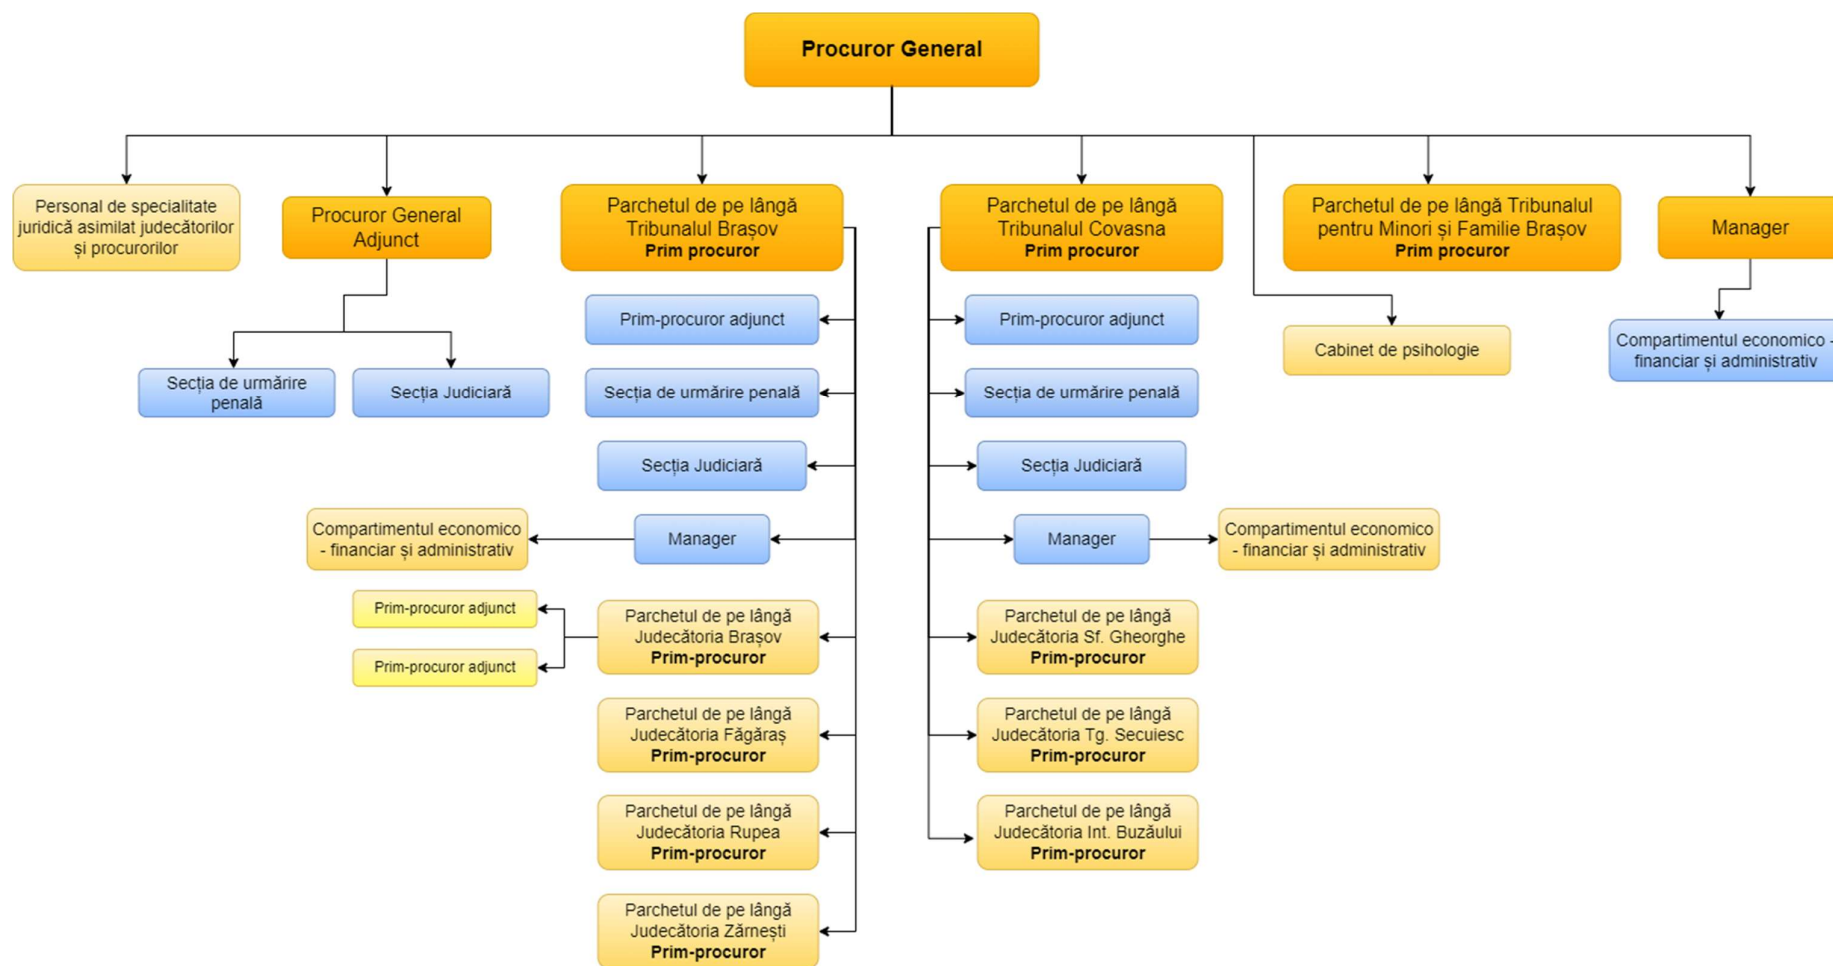 Procuror General
Personal de specialitate
juridică asimilat judecătorilor
și procurorilor
Procuror General
Adjunct
Secția de urmărire
penală
Secția Judiciară
Parchetul de pe lângă
Tribunalul Brașov
Prim procuror
Prim-procuror adjunct
Secția de urmărire penală
Secția Judiciară
Manager
Compartimentul economico
- financiar și administrativ
Parchetul de pe lângă
Judecătoria Brașov
Prim-procuror
Prim-procuror adjunct
Prim-procuror adjunct
Parchetul de pe lângă
Judecătoria Făgăraș
Prim-procuror
Parchetul de pe lângă
Judecătoria Rupea
Prim-procuror
Parchetul de pe lângă
Judecătoria Zărnești
Prim-procuror
Parchetul de pe lângă
Tribunalul Covasna
Prim procuror
Prim-procuror adjunct
Secția de urmărire penală
Secția Judiciară
Manager
Compartimentul economico
- financiar și administrativ
Parchetul de pe lângă
Judecătoria Sf. Gheorghe
Prim-procuror
Parchetul de pe lângă
Judecătoria Tg. Secuiesc
Prim-procuror
Parchetul de pe lângă
Judecătoria Int. Buzăului
Prim-procuror
Cabinet de psihologie
Parchetul de pe lângă Tribunalul
pentru Minori și Familie Brașov
Prim procuror
Manager
Compartimentul economico -
financiar și administrativ